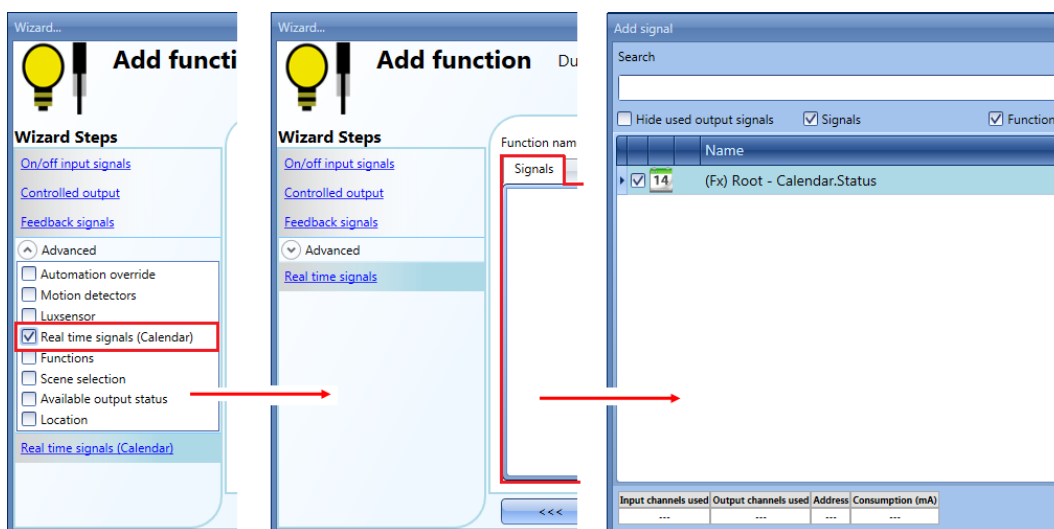 Wizard...
Add functi
Wizard Steps
On/off input signals
Controlled output
Feedback signals
Advanced
Automation override
Motion detectors
Luxsensor
Real time signals (Calendar)
Functions
Scene selection
Available output status
Location
Real time signals (Calendar)
Wizard...
Add function Du
Wizard Steps
On/off input signals
Controlled output
Feedback signals
Advanced
Real time signals
Function nam
Signals
<<<
Add signal
Search
Hide used output signals Signals Function
Name
14 (Fx) Root - Calendar.Status
Input channels used Output channels used Address Consumption (mA)
--- --- --- ---